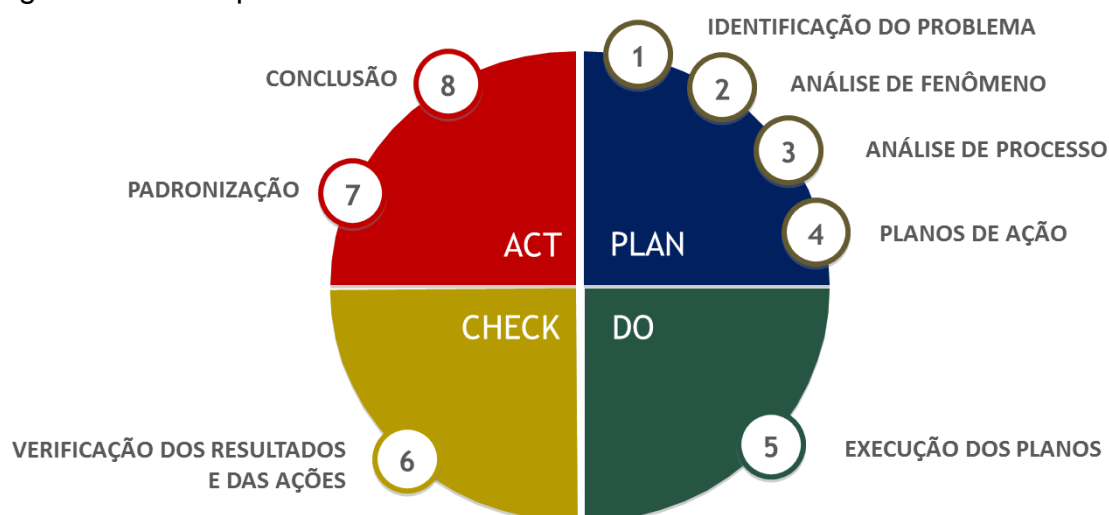 1
IDENTIFICAÇÃO DO PROBLEMA
2
ANÁLISE DE FENÔMENO
3
ANÁLISE DE PROCESSO
4
PLANOS DE AÇÃO
PLAN
DO
5
EXECUÇÃO DOS PLANOS
CHECK
6
VERIFICAÇÃO DOS RESULTADOS
E DAS AÇÕES
ACT
7
PADRONIZAÇÃO
8
CONCLUSÃO